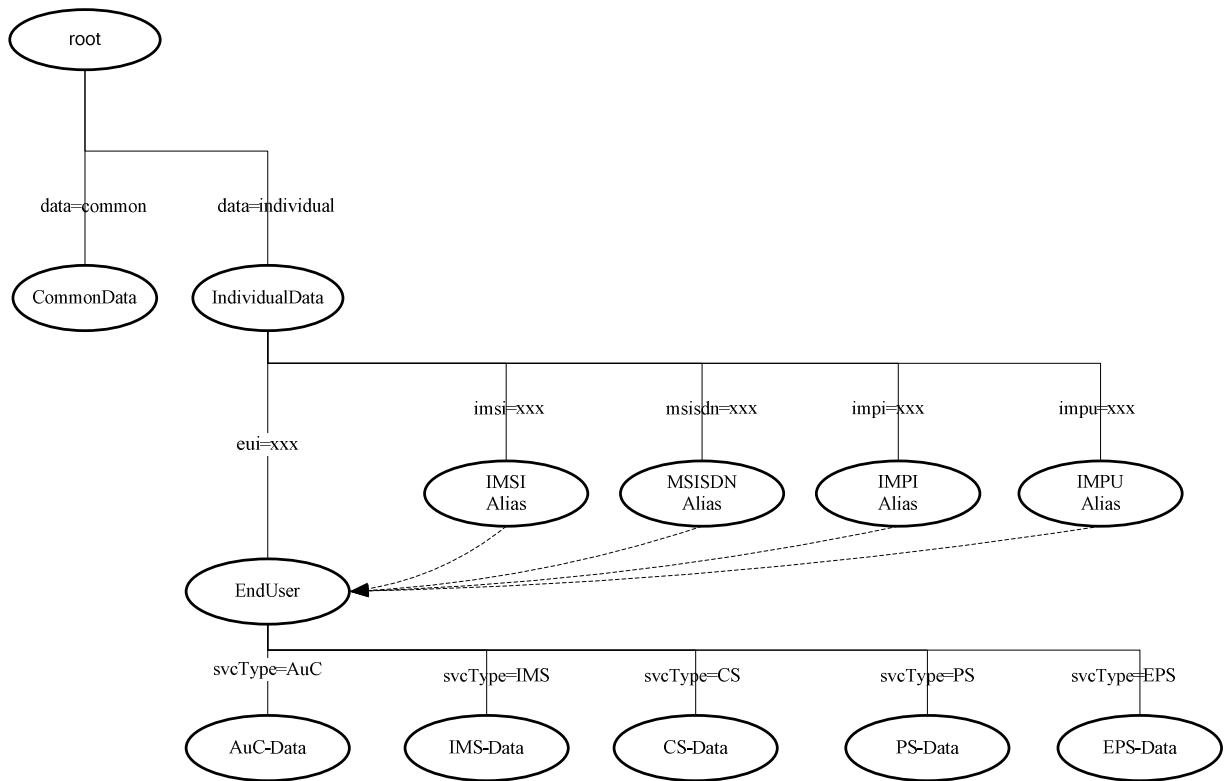 root
data=common
data=individual
CommonData
IndividualData
imsi=xxx
msisdn=xxx
impi=xxx
impu=xxx
eui=xxx
IMSI
Alias
MSISDN
Alias
IMPI
Alias
IMPU
Alias
EndUser
svcType=AuC
svcType=IMS
svcType=CS
svcType=PS
svcType=EPS
AuC-Data
IMS-Data
CS-Data
PS-Data
EPS-Data